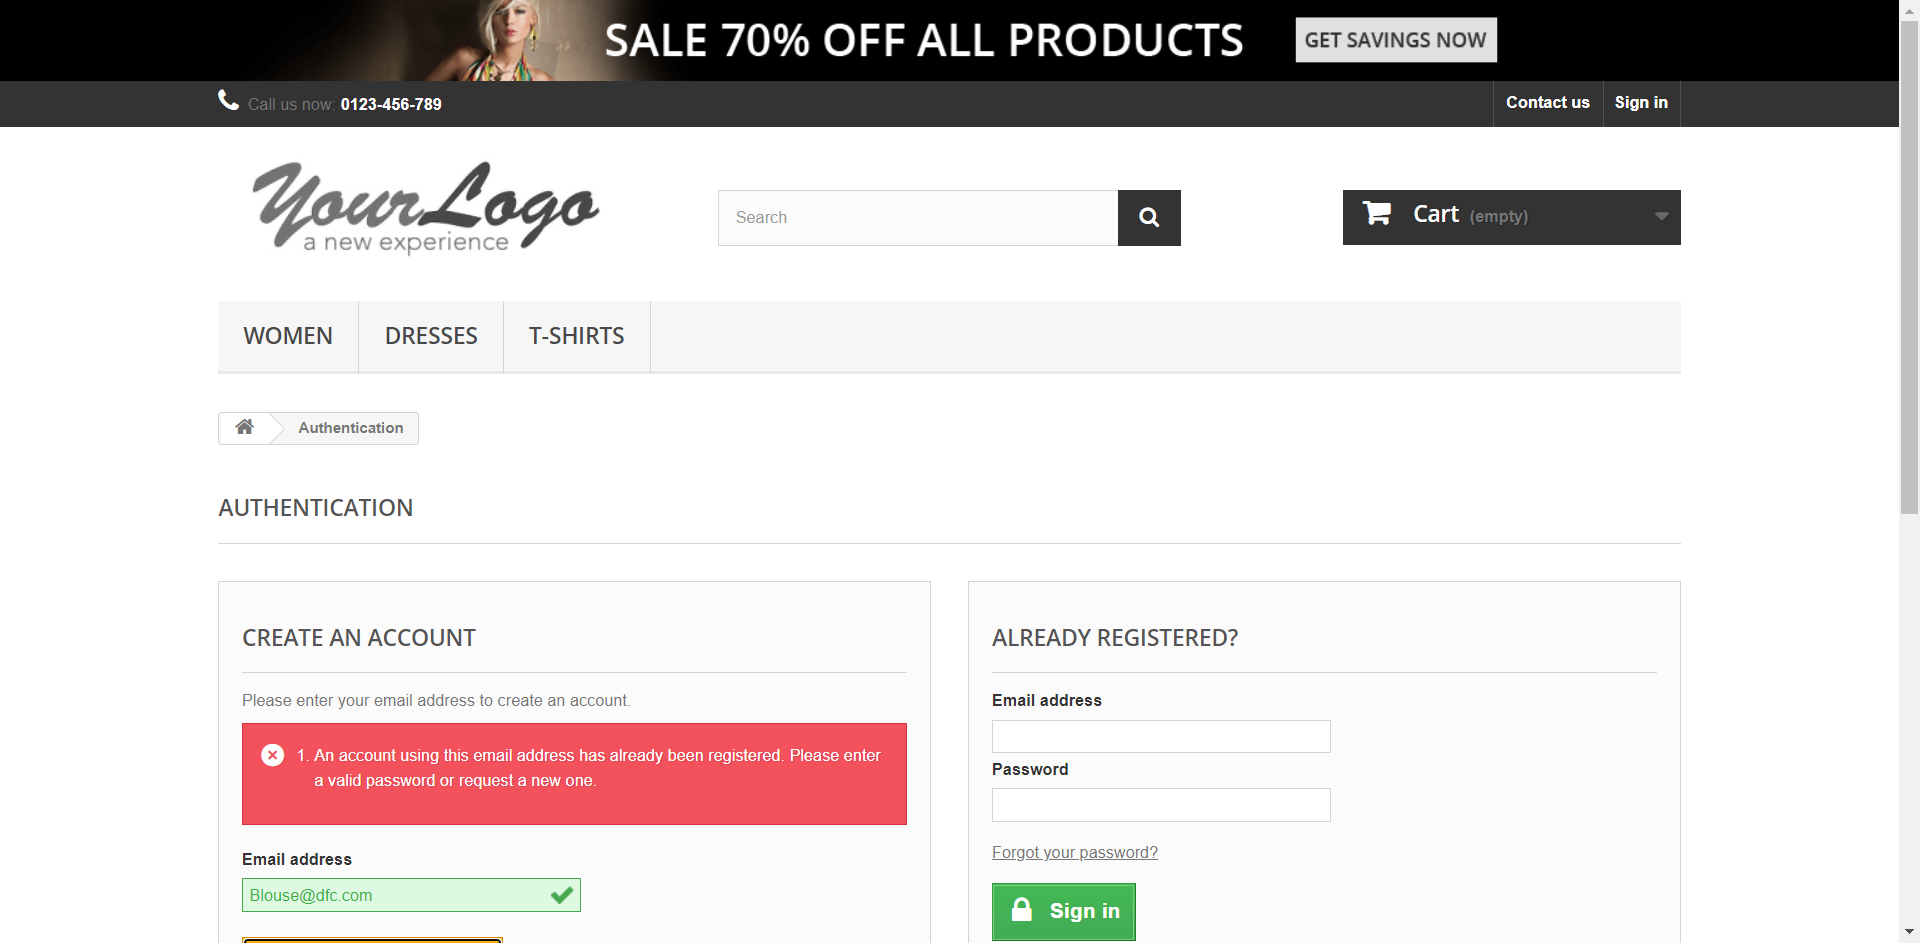 SALE 70% OFF ALL PRODUCTS GET SAVINGS NOW
Call us now: 0123-456-789 Contact us Sign in
Your Logo
a new experience
Search
Cart (empty)
WOMEN DRESSES T-SHIRTS
Authentication
AUTHENTICATION
CREATE AN ACCOUNT
Please enter your email address to create an account.
1. An account using this email address has already been registered. Please enter
a valid password or request a new one.
Email address
Blouse@dfc.com
ALREADY REGISTERED?
Email address
Password
Forgot your password?
Sign in